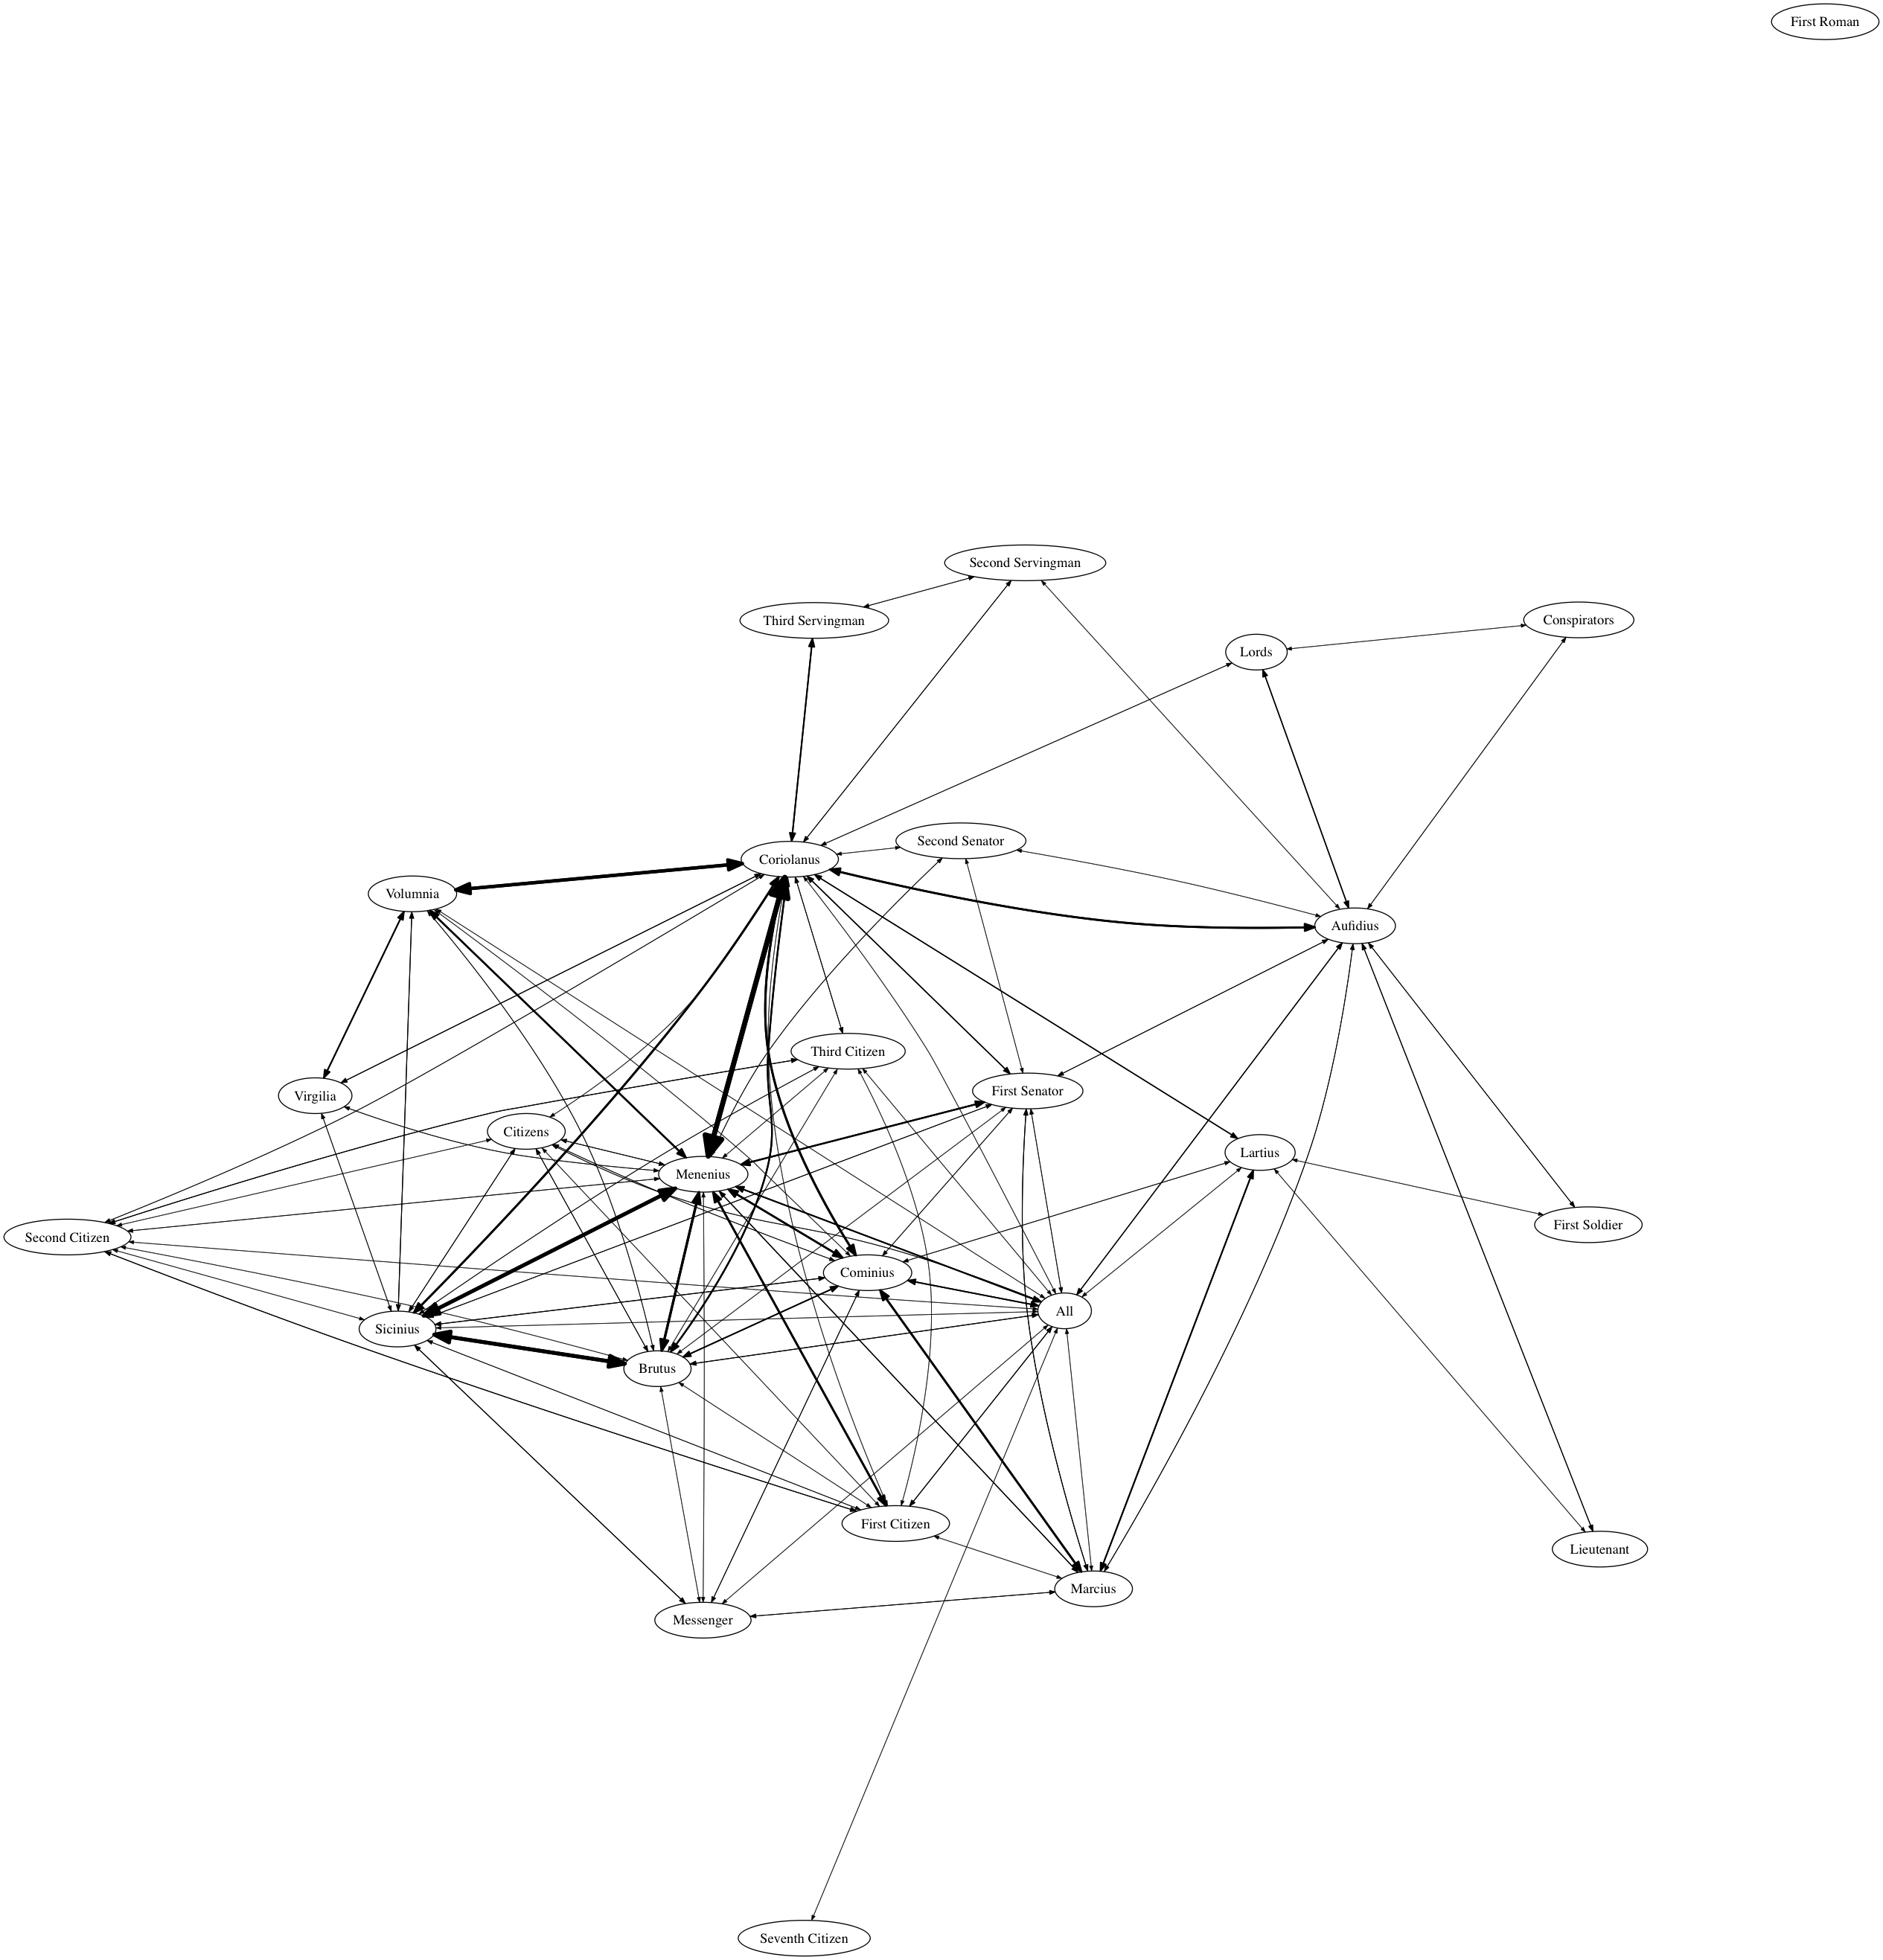 First Roman
Second Servingman
Third Servingman
Conspirators
Lords
Second Senator
Coriolanus
Volumnia
Aufidius
Third Citizen
First Senator
Virgilia
Citizens
Lartius
Menenius
First Soldier
Second Citizen
Cominius
All
Sicinius
Brutus
First Citizen
Lieutenant
Marcius
Messenger
Seventh Citizen